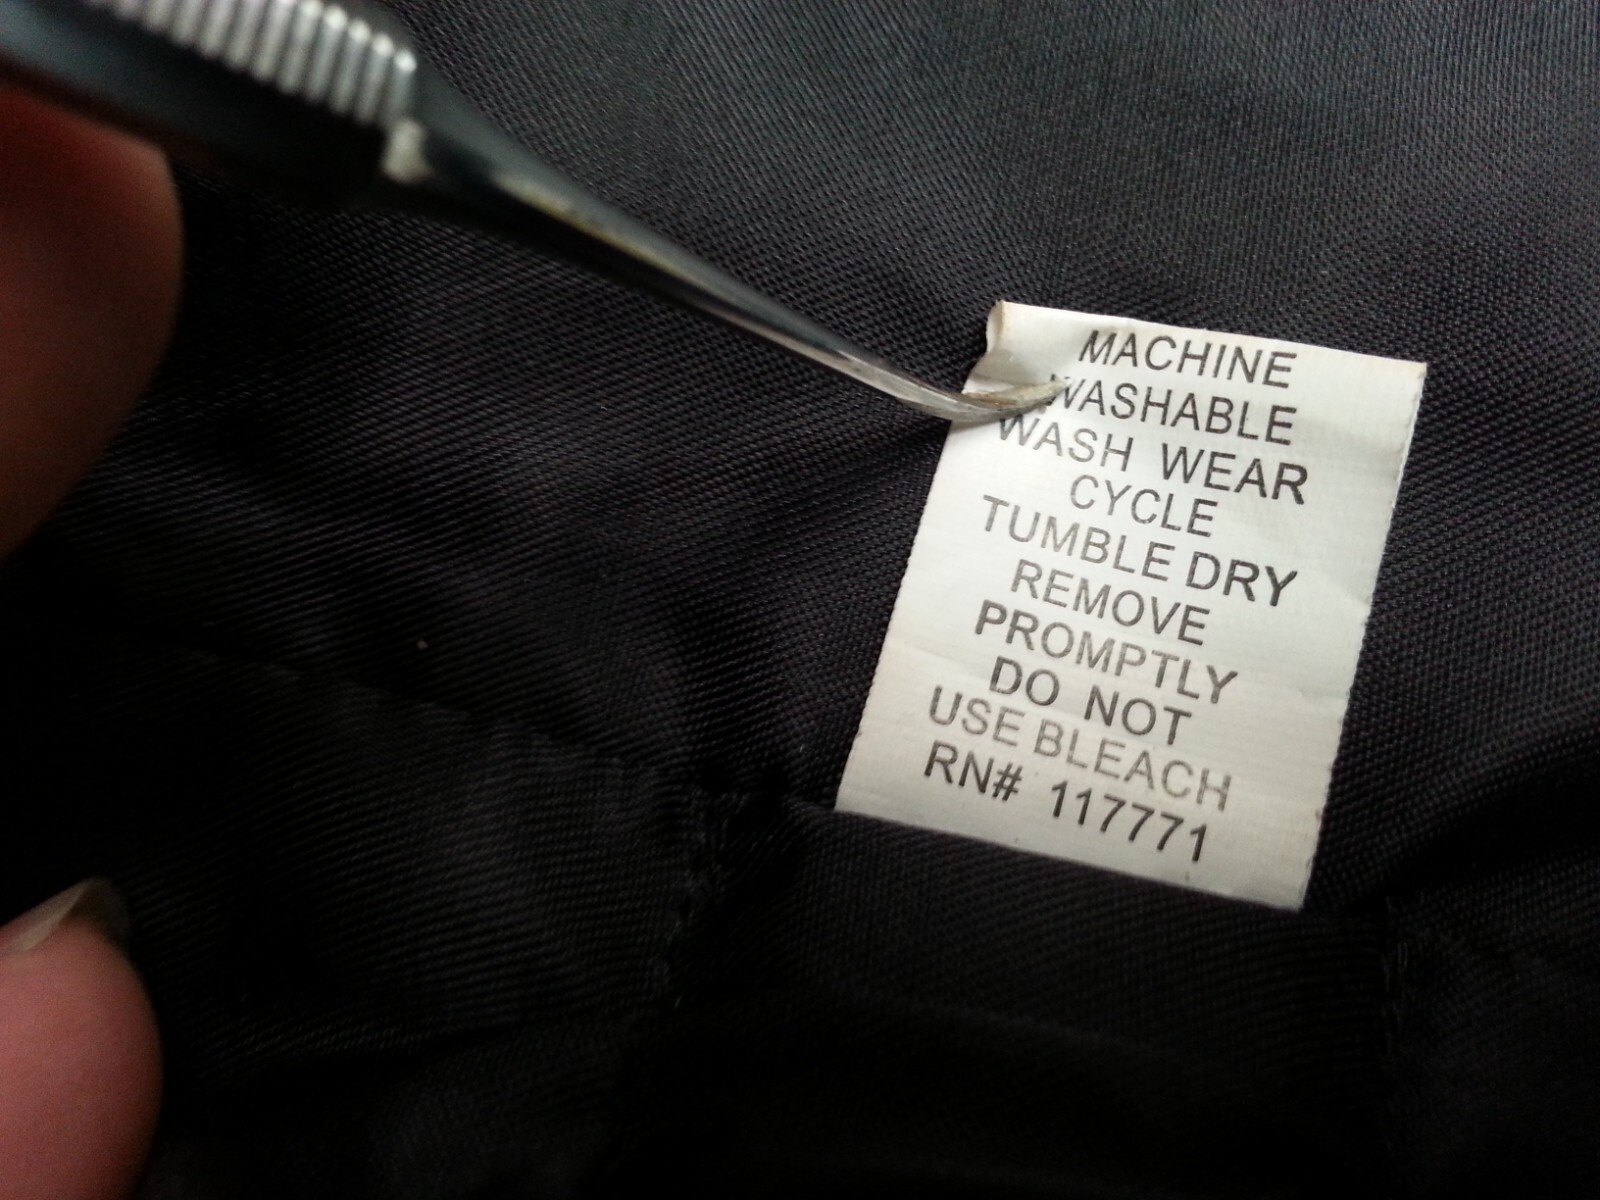 MACHINE
WASHABLE
WASH WEAR
CYCLE
TUMBLE DRY
REMOVE
PROMPTLY
DO NOT
USE BLEACH
RN# 117771